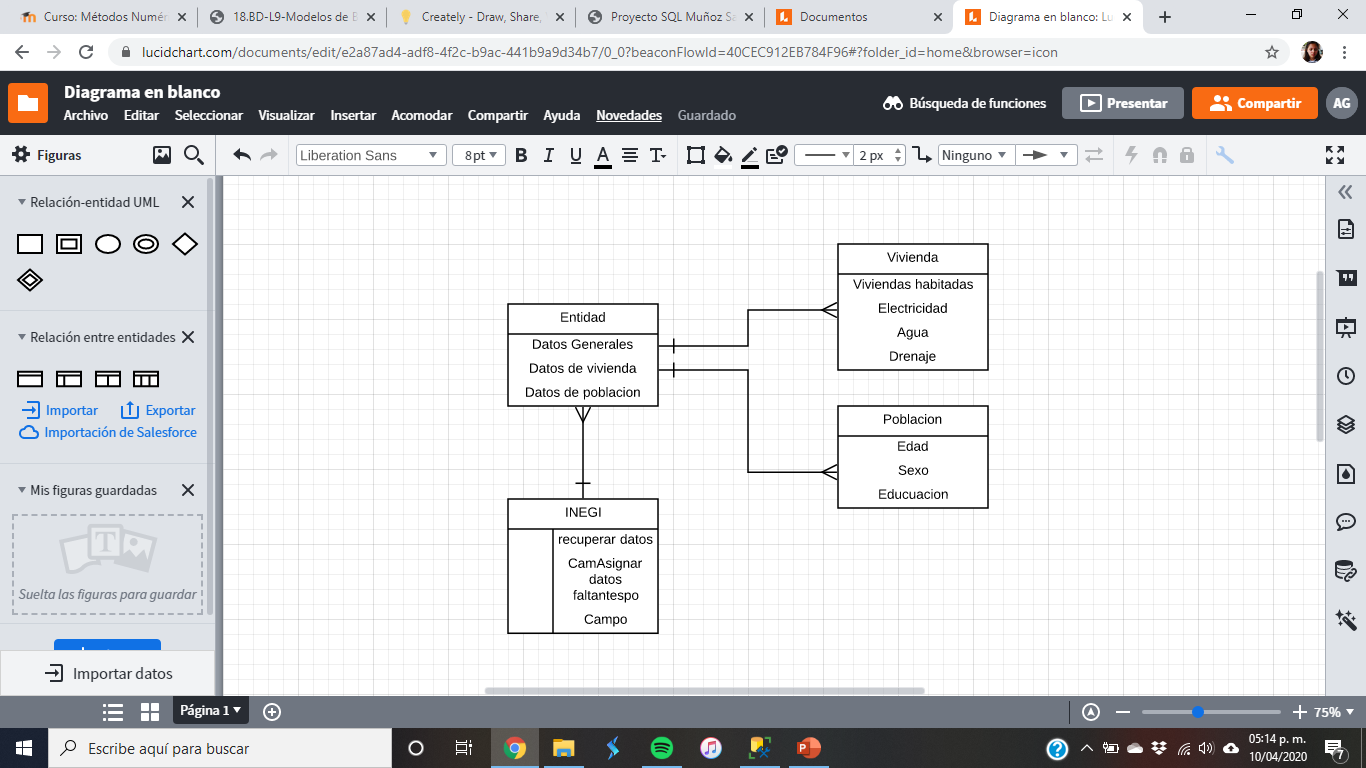 Curso: Métodos Numér
18.BD-L9-Modelos de B
Creately - Draw, Share,
Proyecto SQL Muñoz Sa
Documentos
Diagrama en blanco: Lu
lucidchart.com/documents/edit/e2a87ad4-adf8-4f2c-b9ac-441b9a9d34b7/0_0?beaconFlowId=40CEC912EB784F96#?folder_id=home&browser=icon
Diagrama en blanco
Archivo Editar Seleccionar Visualizar Insertar Acomodar Compartir Ayuda Novedades Guardado
Búsqueda de funciones
Presentar
Compartir
AG
Figuras
Liberation Sans
8 pt
B I U A T
2 px
Ninguno
Relación-entidad UML
Relación entre entidades
Importar
Exportar
Importación de Salesforce
Mis figuras guardadas
T
Suelta las figuras para guardar
Importar datos
Vivienda
Viviendas habitadas
Electricidad
Agua
Drenaje
Entidad
Datos Generales
Datos de vivienda
Datos de poblacion
Poblacion
Edad
Sexo
Educuacion
INEGI
recuperar datos
CamAsignar
datos
faltantespo
Campo
Página 1
75%
Escribe aquí para buscar
05:14 p. m.
10/04/2020
7